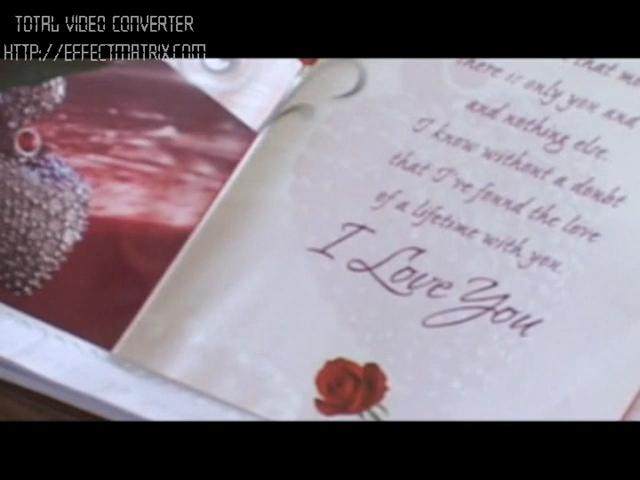 TOTAL VIDEO CONVERTER
HTTP://EFFECTMATRIX.COM
that
there is only you and
and nothing else.
I know without a doubt
that I've found the love
of a lifetime with you.
I Love You